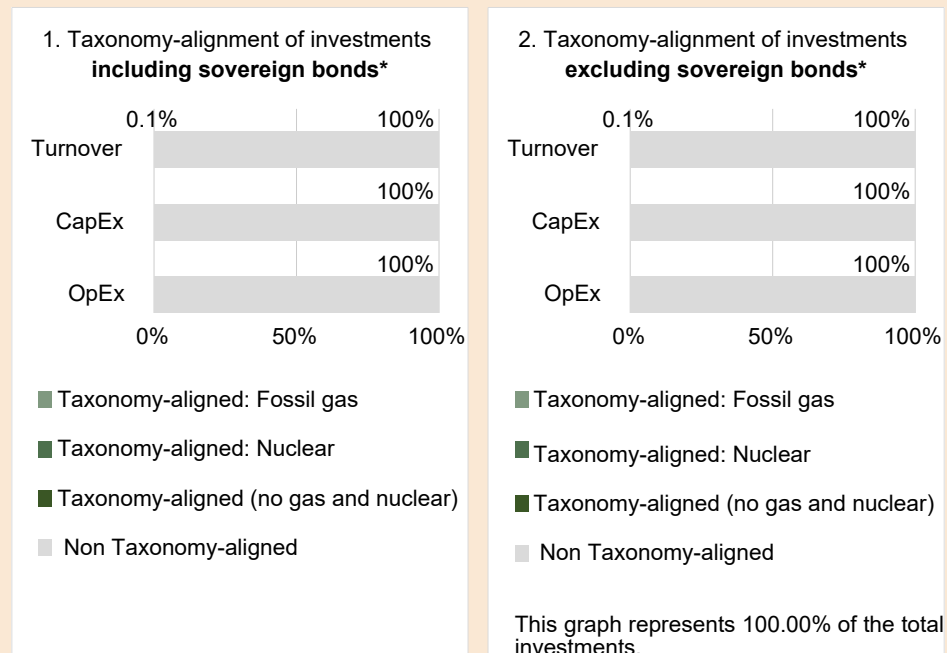 1. Taxonomy-alignment of investments
including sovereign bonds*
0.1% 100%
Turnover
100%
CapEx
100%
OpEx
0% 50% 100%
Taxonomy-aligned: Fossil gas
Taxonomy-aligned: Nuclear
Taxonomy-aligned (no gas and nuclear)
Non Taxonomy-aligned
2. Taxonomy-alignment of investments
excluding sovereign bonds*
0.1% 100%
Turnover
100%
CapEx
100%
OpEx
0% 50% 100%
Taxonomy-aligned: Fossil gas
Taxonomy-aligned: Nuclear
Taxonomy-aligned (no gas and nuclear)
Non Taxonomy-aligned
This graph represents 100.00% of the total
investments.